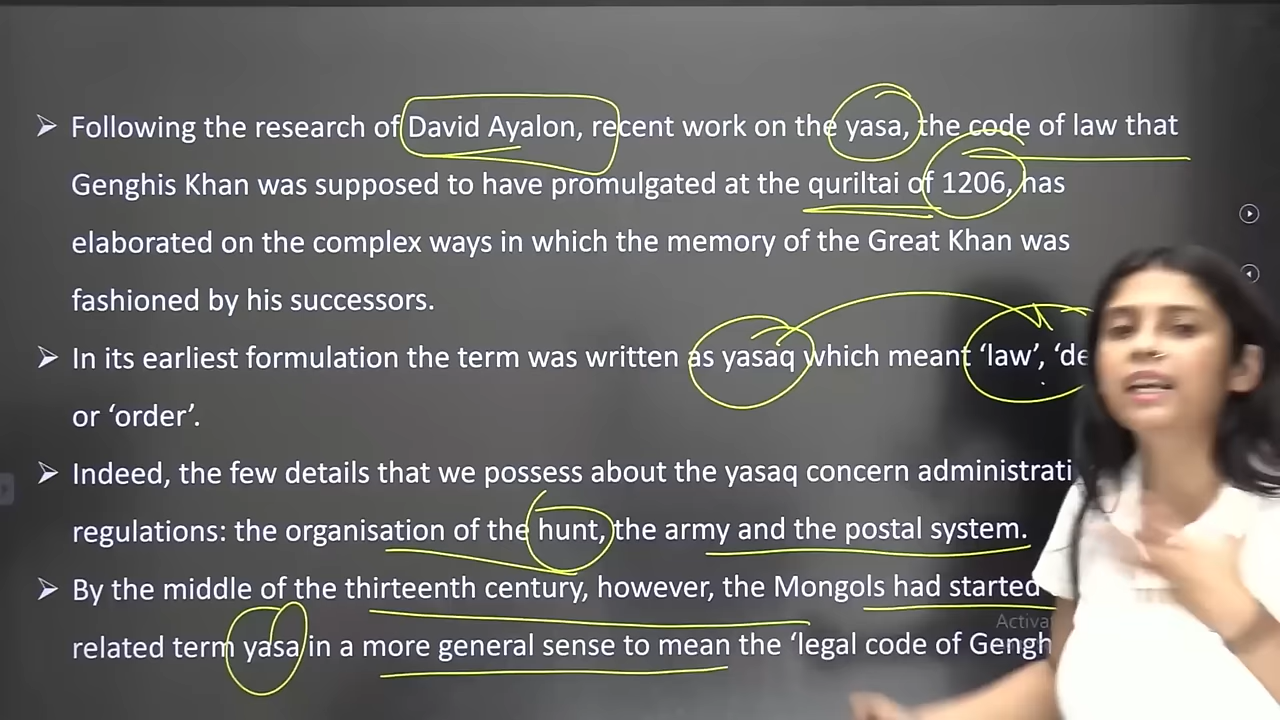 ➢ Following the research of David Ayalon, recent work on the yasa, the code of law that
Genghis Khan was supposed to have promulgated at the quriltai of 1206, has
elaborated on the complex ways in which the memory of the Great Khan was
fashioned by his successors.
➢ In its earliest formulation the term was written as yasaq which meant ‘law’,
or ‘order’.
➢ Indeed, the few details that we possess about the yasaq concern
regulations: the organisation of the hunt, the army and the postal system.
➢ By the middle of the thirteenth century, however, the Mongols had started
related term yasa in a more general sense to mean the ‘legal code of